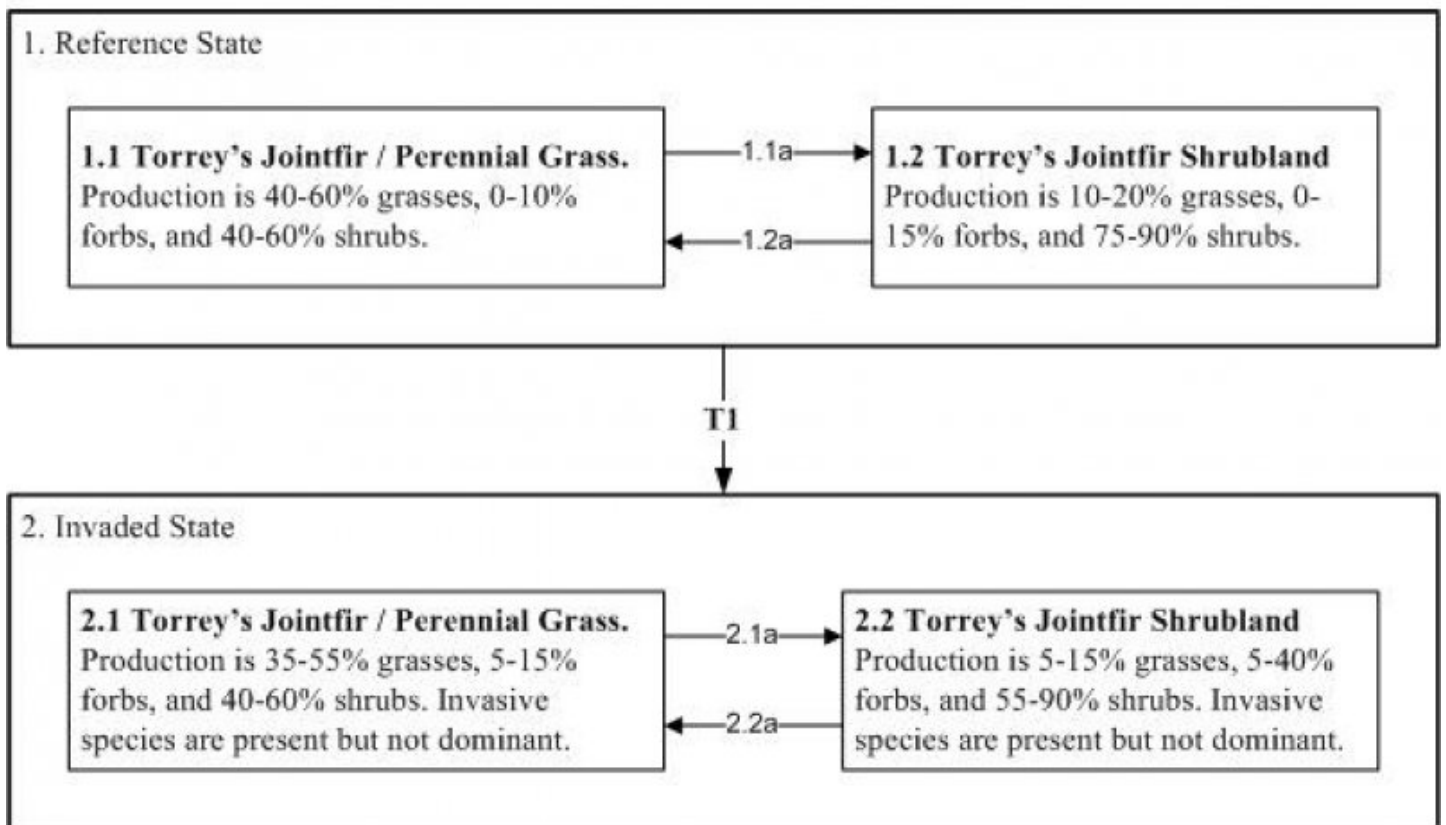 1. Reference State
1.1 Torrey's Jointfir / Perennial Grass.
Production is 40-60% grasses, 0-10%
forbs, and 40-60% shrubs.
1.1a
1.2a
1.2 Torrey's Jointfir Shrubland
Production is 10-20% grasses, 0-
15% forbs, and 75-90% shrubs.
T1
2. Invaded State
2.1 Torrey's Jointfir / Perennial Grass.
Production is 35-55% grasses, 5-15%
forbs, and 40-60% shrubs. Invasive
species are present but not dominant.
2.1a
2.2a
2.2 Torrey's Jointfir Shrubland
Production is 5-15% grasses, 5-40%
forbs, and 55-90% shrubs. Invasive
species are present but not dominant.